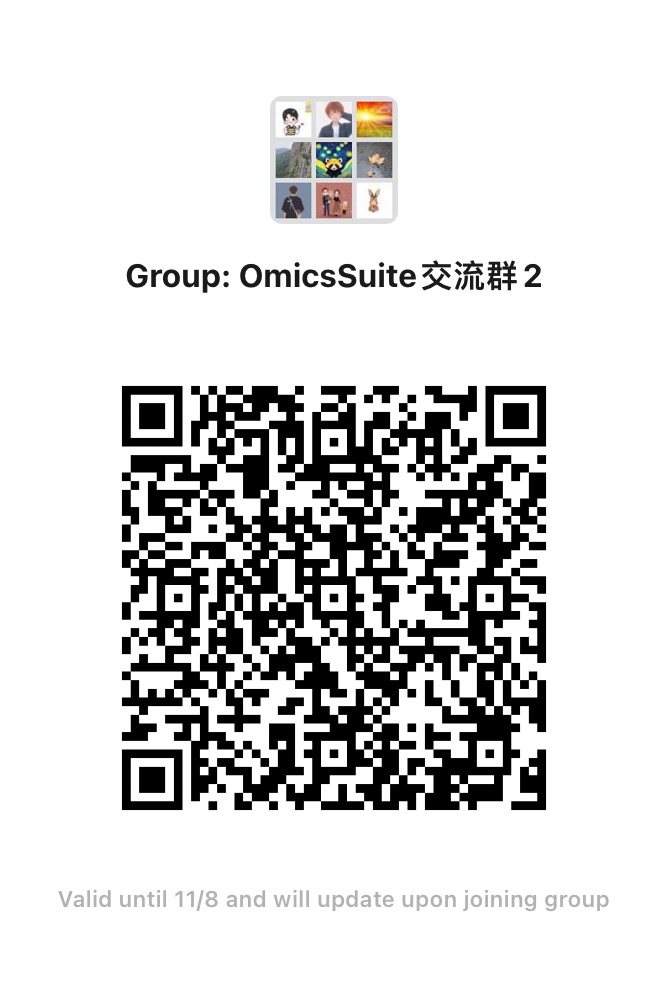 Group: OmicsSuite交流群2
Valid until 11/8 and will update upon joining group